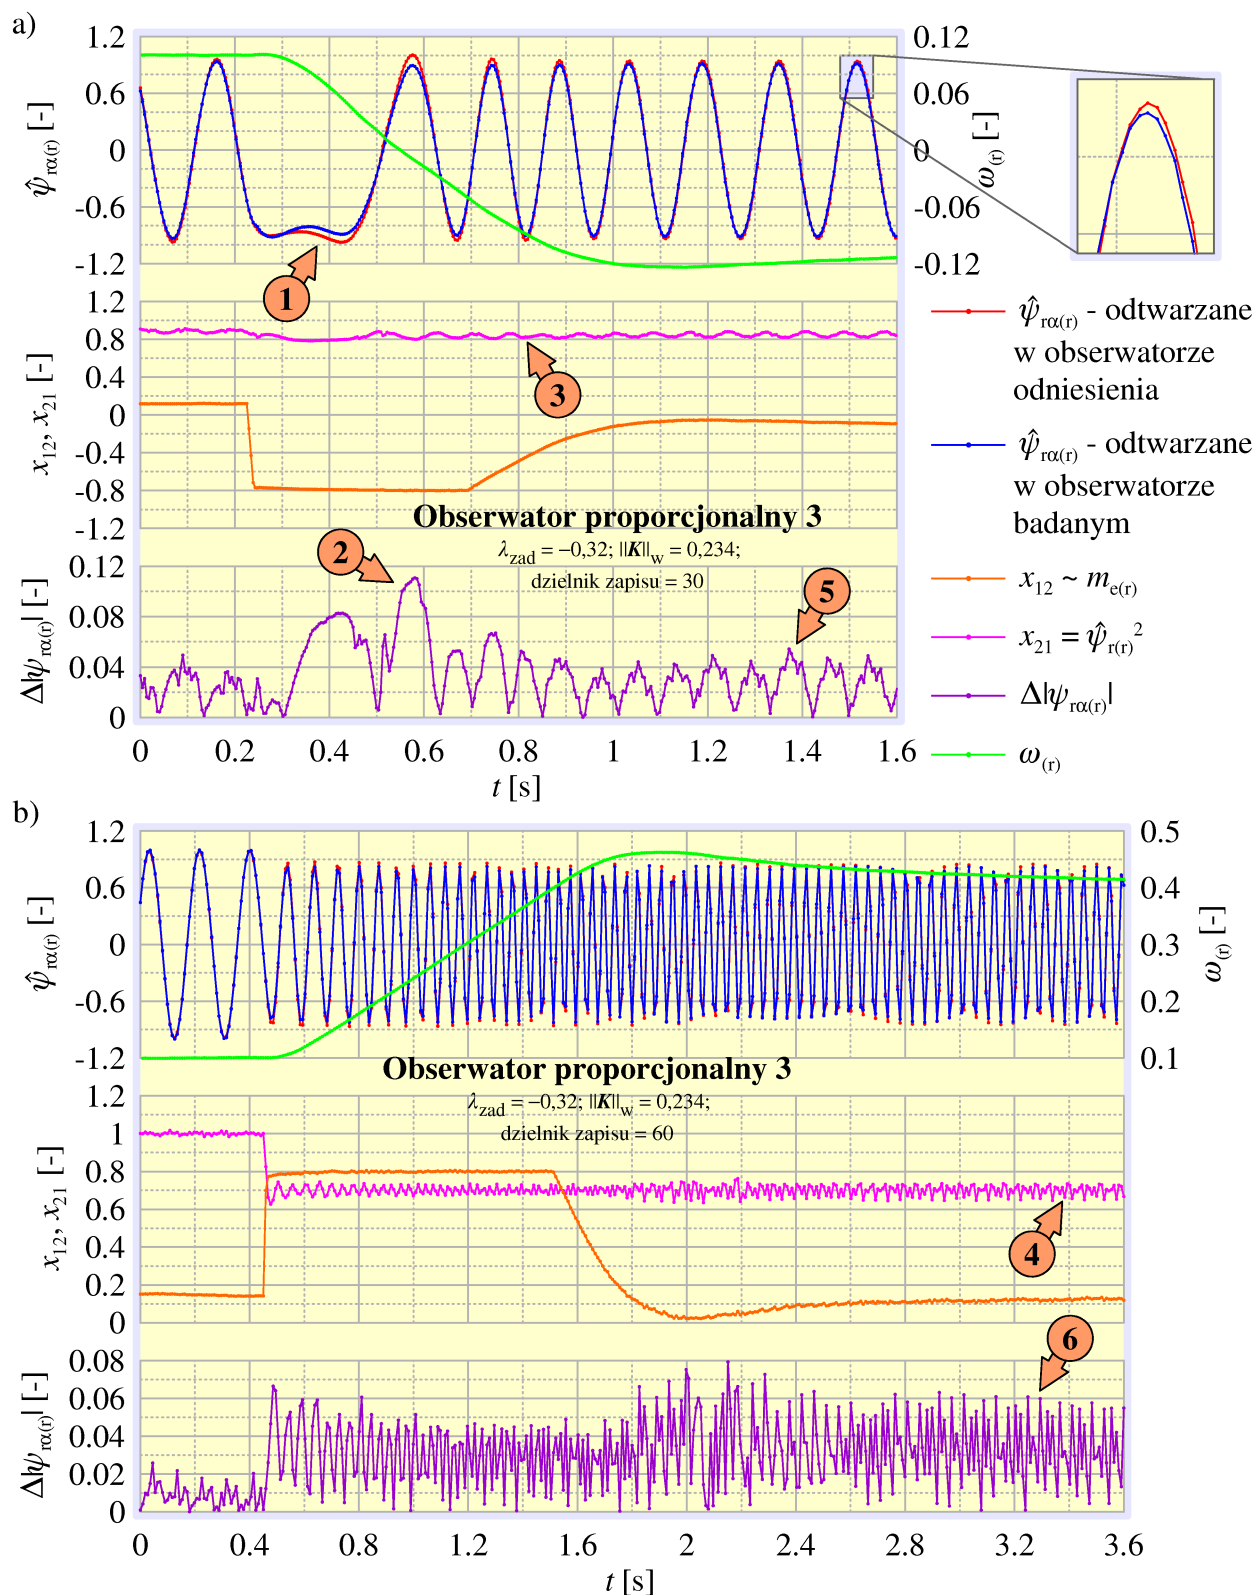 a)
1.2
0.6
0
-0.6
-1.2
ψ̂rα(r) [-]
0.12
0.06
0
-0.06
-0.12
ω(r) [-]
1
1.2
0.8
0.4
0
-0.4
-0.8
-1.2
x12, x21 [-]
3
Obserwator proporcjonalny 3
λzad = −0,32; ||K||w = 0,234;
dzielnik zapisu = 30
2
5
0.12
0.08
0.04
0
Δ|ψrα(r)| [-]
0 0.2 0.4 0.6 0.8 1 1.2 1.4 1.6
t [s]
ψ̂rα(r) - odtwarzane
w obserwatorze
odniesienia
ψ̂rα(r) - odtwarzane
w obserwatorze
badanym
x12 ~ me(r)
x21 = ψ̂r(r)²
Δ|ψrα(r)|
ω(r)
b)
1.2
0.6
0
-0.6
-1.2
ψ̂rα(r) [-]
0.5
0.4
0.3
0.2
0.1
ω(r) [-]
Obserwator proporcjonalny 3
λzad = −0,32; ||K||w = 0,234;
dzielnik zapisu = 60
1.2
1
0.8
0.6
0.4
0.2
0
x12, x21 [-]
4
6
0.08
0.06
0.04
0.02
0
Δ|ψrα(r)| [-]
0 0.4 0.8 1.2 1.6 2 2.4 2.8 3.2 3.6
t [s]